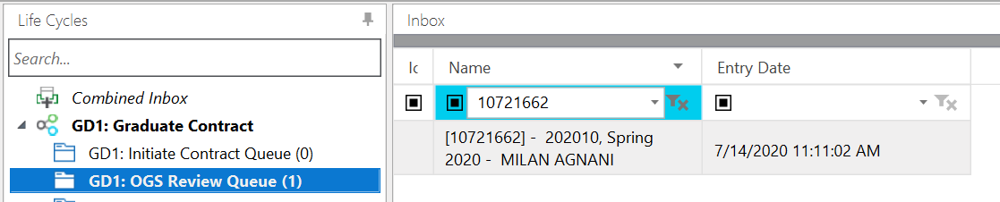 Life Cycles
Search...
Combined Inbox
GD1: Graduate Contract
GD1: Initiate Contract Queue (0)
GD1: OGS Review Queue (1)
Inbox
Ic Name Entry Date
10721662
[10721662] - 202010, Spring
2020 - MILAN AGNANI
7/14/2020 11:11:02 AM